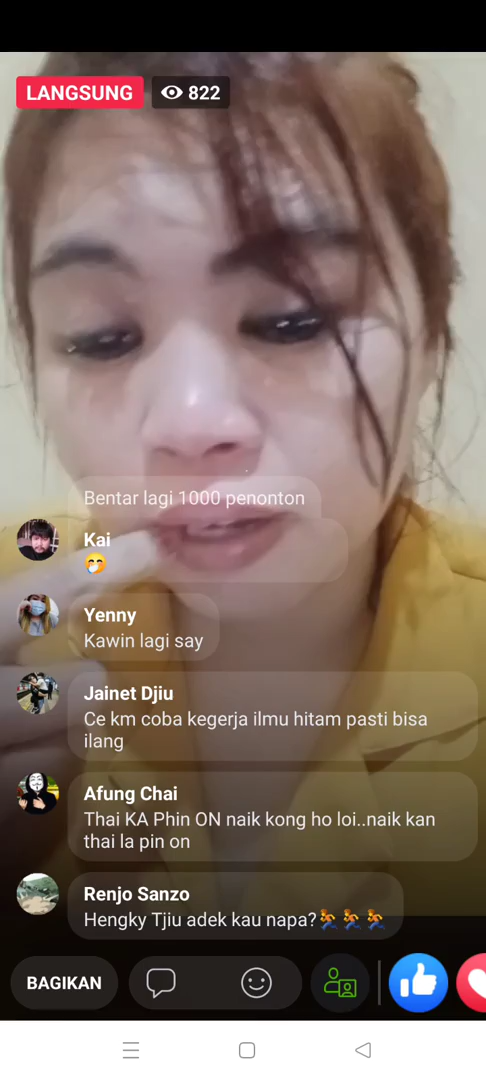 LANGSUNG
822
Bentar lagi 1000 penonton
Kai
Yenny
Kawin lagi say
Jainet Djiu
Ce km coba kegerja ilmu hitam pasti bisa
ilang
Afung Chai
Thai KA Phin ON naik kong ho loi..naik kan
thai la pin on
Renjo Sanzo
Hengky Tjiu adek kau napa?
BAGIKAN